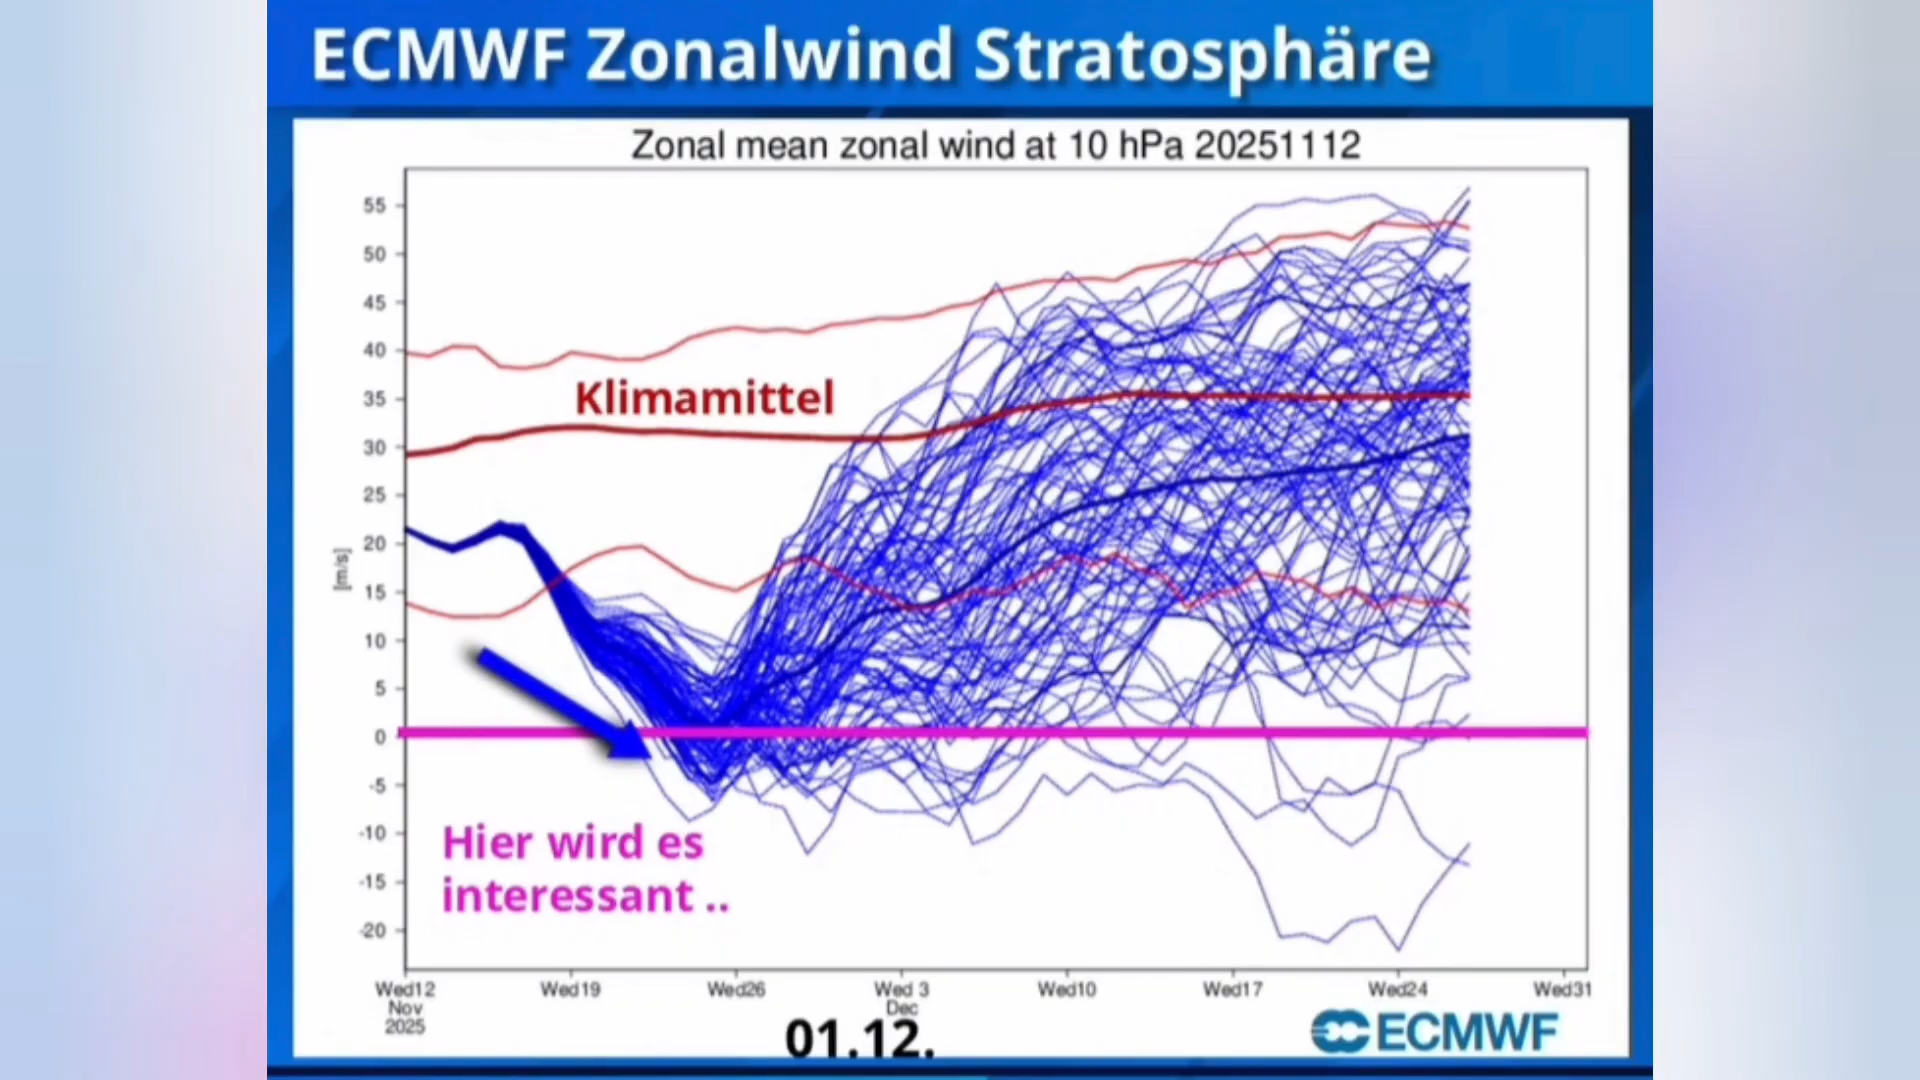 ECMWF Zonalwind Stratosphäre
Zonal mean zonal wind at 10 hPa 20251112
55
50
45
40
35
30
25
20
15
10
5
0
-5
-10
-15
-20
[m/s]
Klimamittel
Hier wird es
interessant ..
Wed12 Wed19 Wed26 Wed 3 Wed10 Wed17 Wed24 Wed31
Nov Dec
2025
01.12.
ECMWF